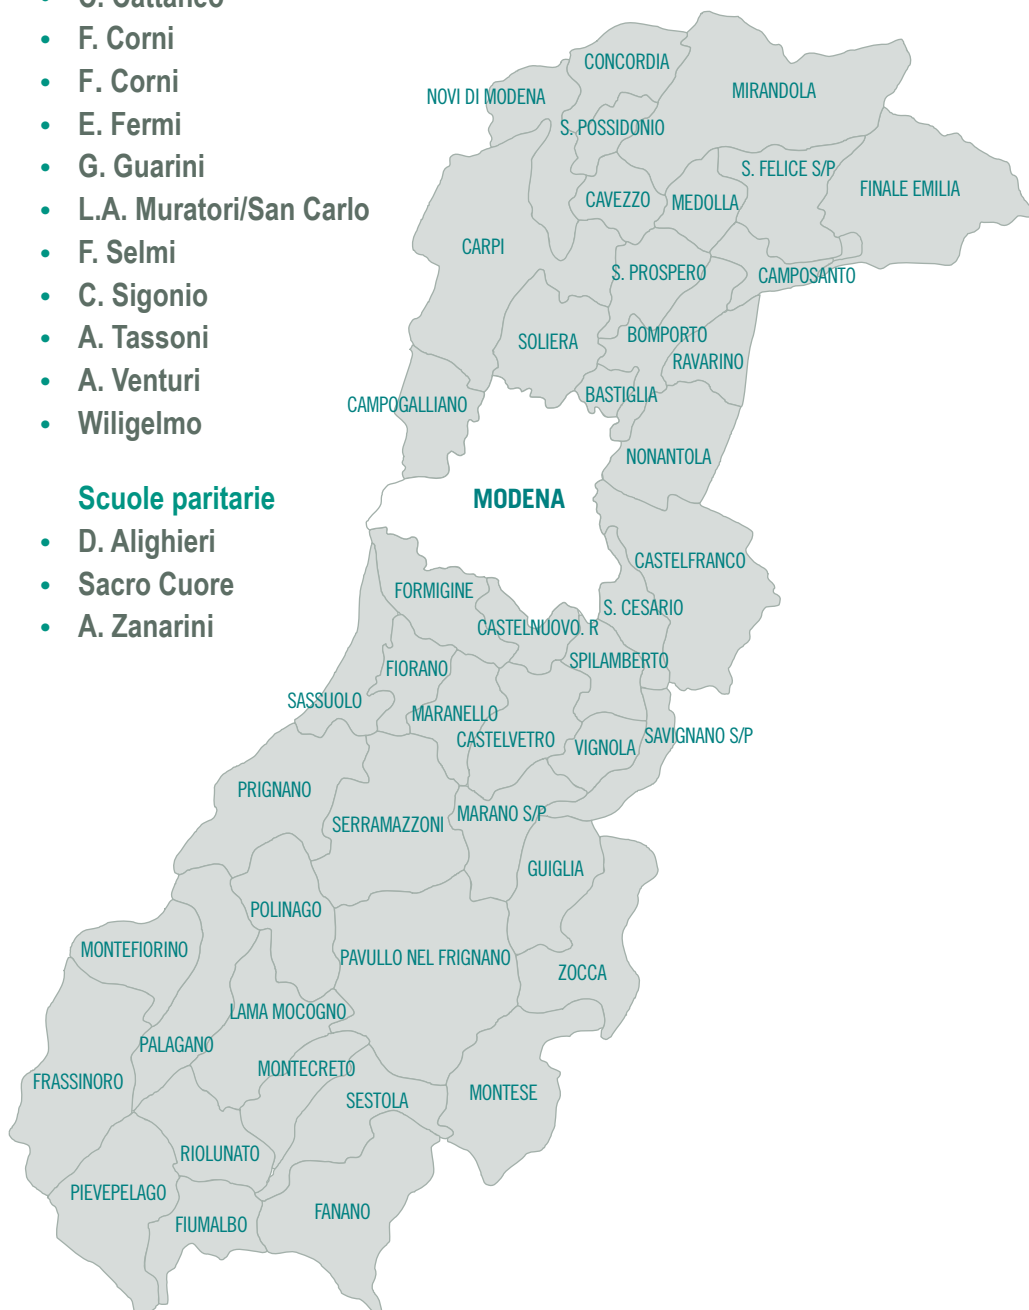 C. Cattaneo
• F. Corni
• F. Corni
• E. Fermi
• G. Guarini
• L.A. Muratori/San Carlo
• F. Selmi
• C. Sigonio
• A. Tassoni
• A. Venturi
• Wiligelmo
Scuole paritarie
• D. Alighieri
• Sacro Cuore
• A. Zanarini
CONCORDIA
MIRANDOLA
NOVI DI MODENA
S. POSSIDONIO
S. FELICE S/P
FINALE EMILIA
CAVEZZO
MEDOLLA
CARPI
S. PROSPERO
CAMPOSANTO
SOLIERA
BOMPORTO
RAVARINO
BASTIGLIA
CAMPOGALLIANO
NONANTOLA
MODENA
CASTELFRANCO
FORMIGINE
S. CESARIO
CASTELNUOVO. R
SPILAMBERTO
FIORANO
SASSUOLO
MARANELLO
CASTELVETRO
VIGNOLA
SAVIGNANO S/P
PRIGNANO
SERRAMAZZONI
MARANO S/P
GUIGLIA
POLINAGO
MONTEFIORINO
PAVULLO NEL FRIGNANO
ZOCCA
LAMA MOCOGNO
PALAGANO
MONTECRETO
FRASSINORO
SESTOLA
MONTESE
RIOLUNATO
PIEVEPELAGO
FIUMALBO
FANANO